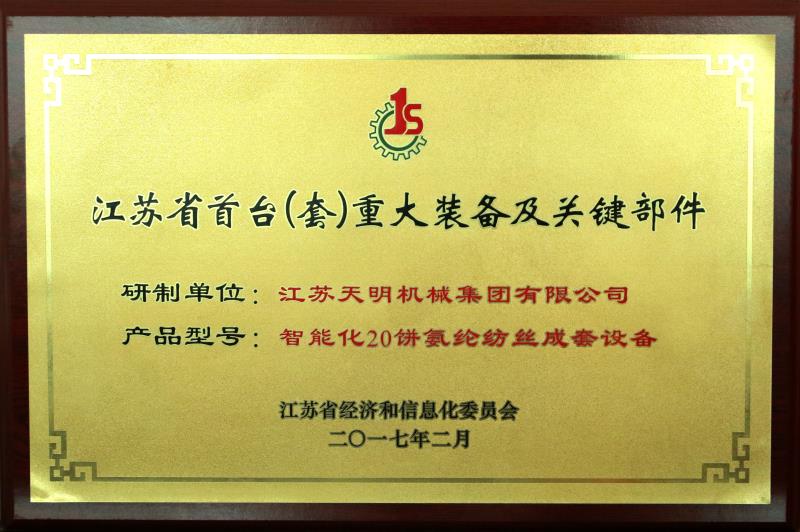 1S
江苏省首台(套)重大装备及关键部件
研制单位：江苏天明机械集团有限公司
产品型号：智能化20饼氨纶纺丝成套设备
江苏省经济和信息化委员会
二〇一七年二月